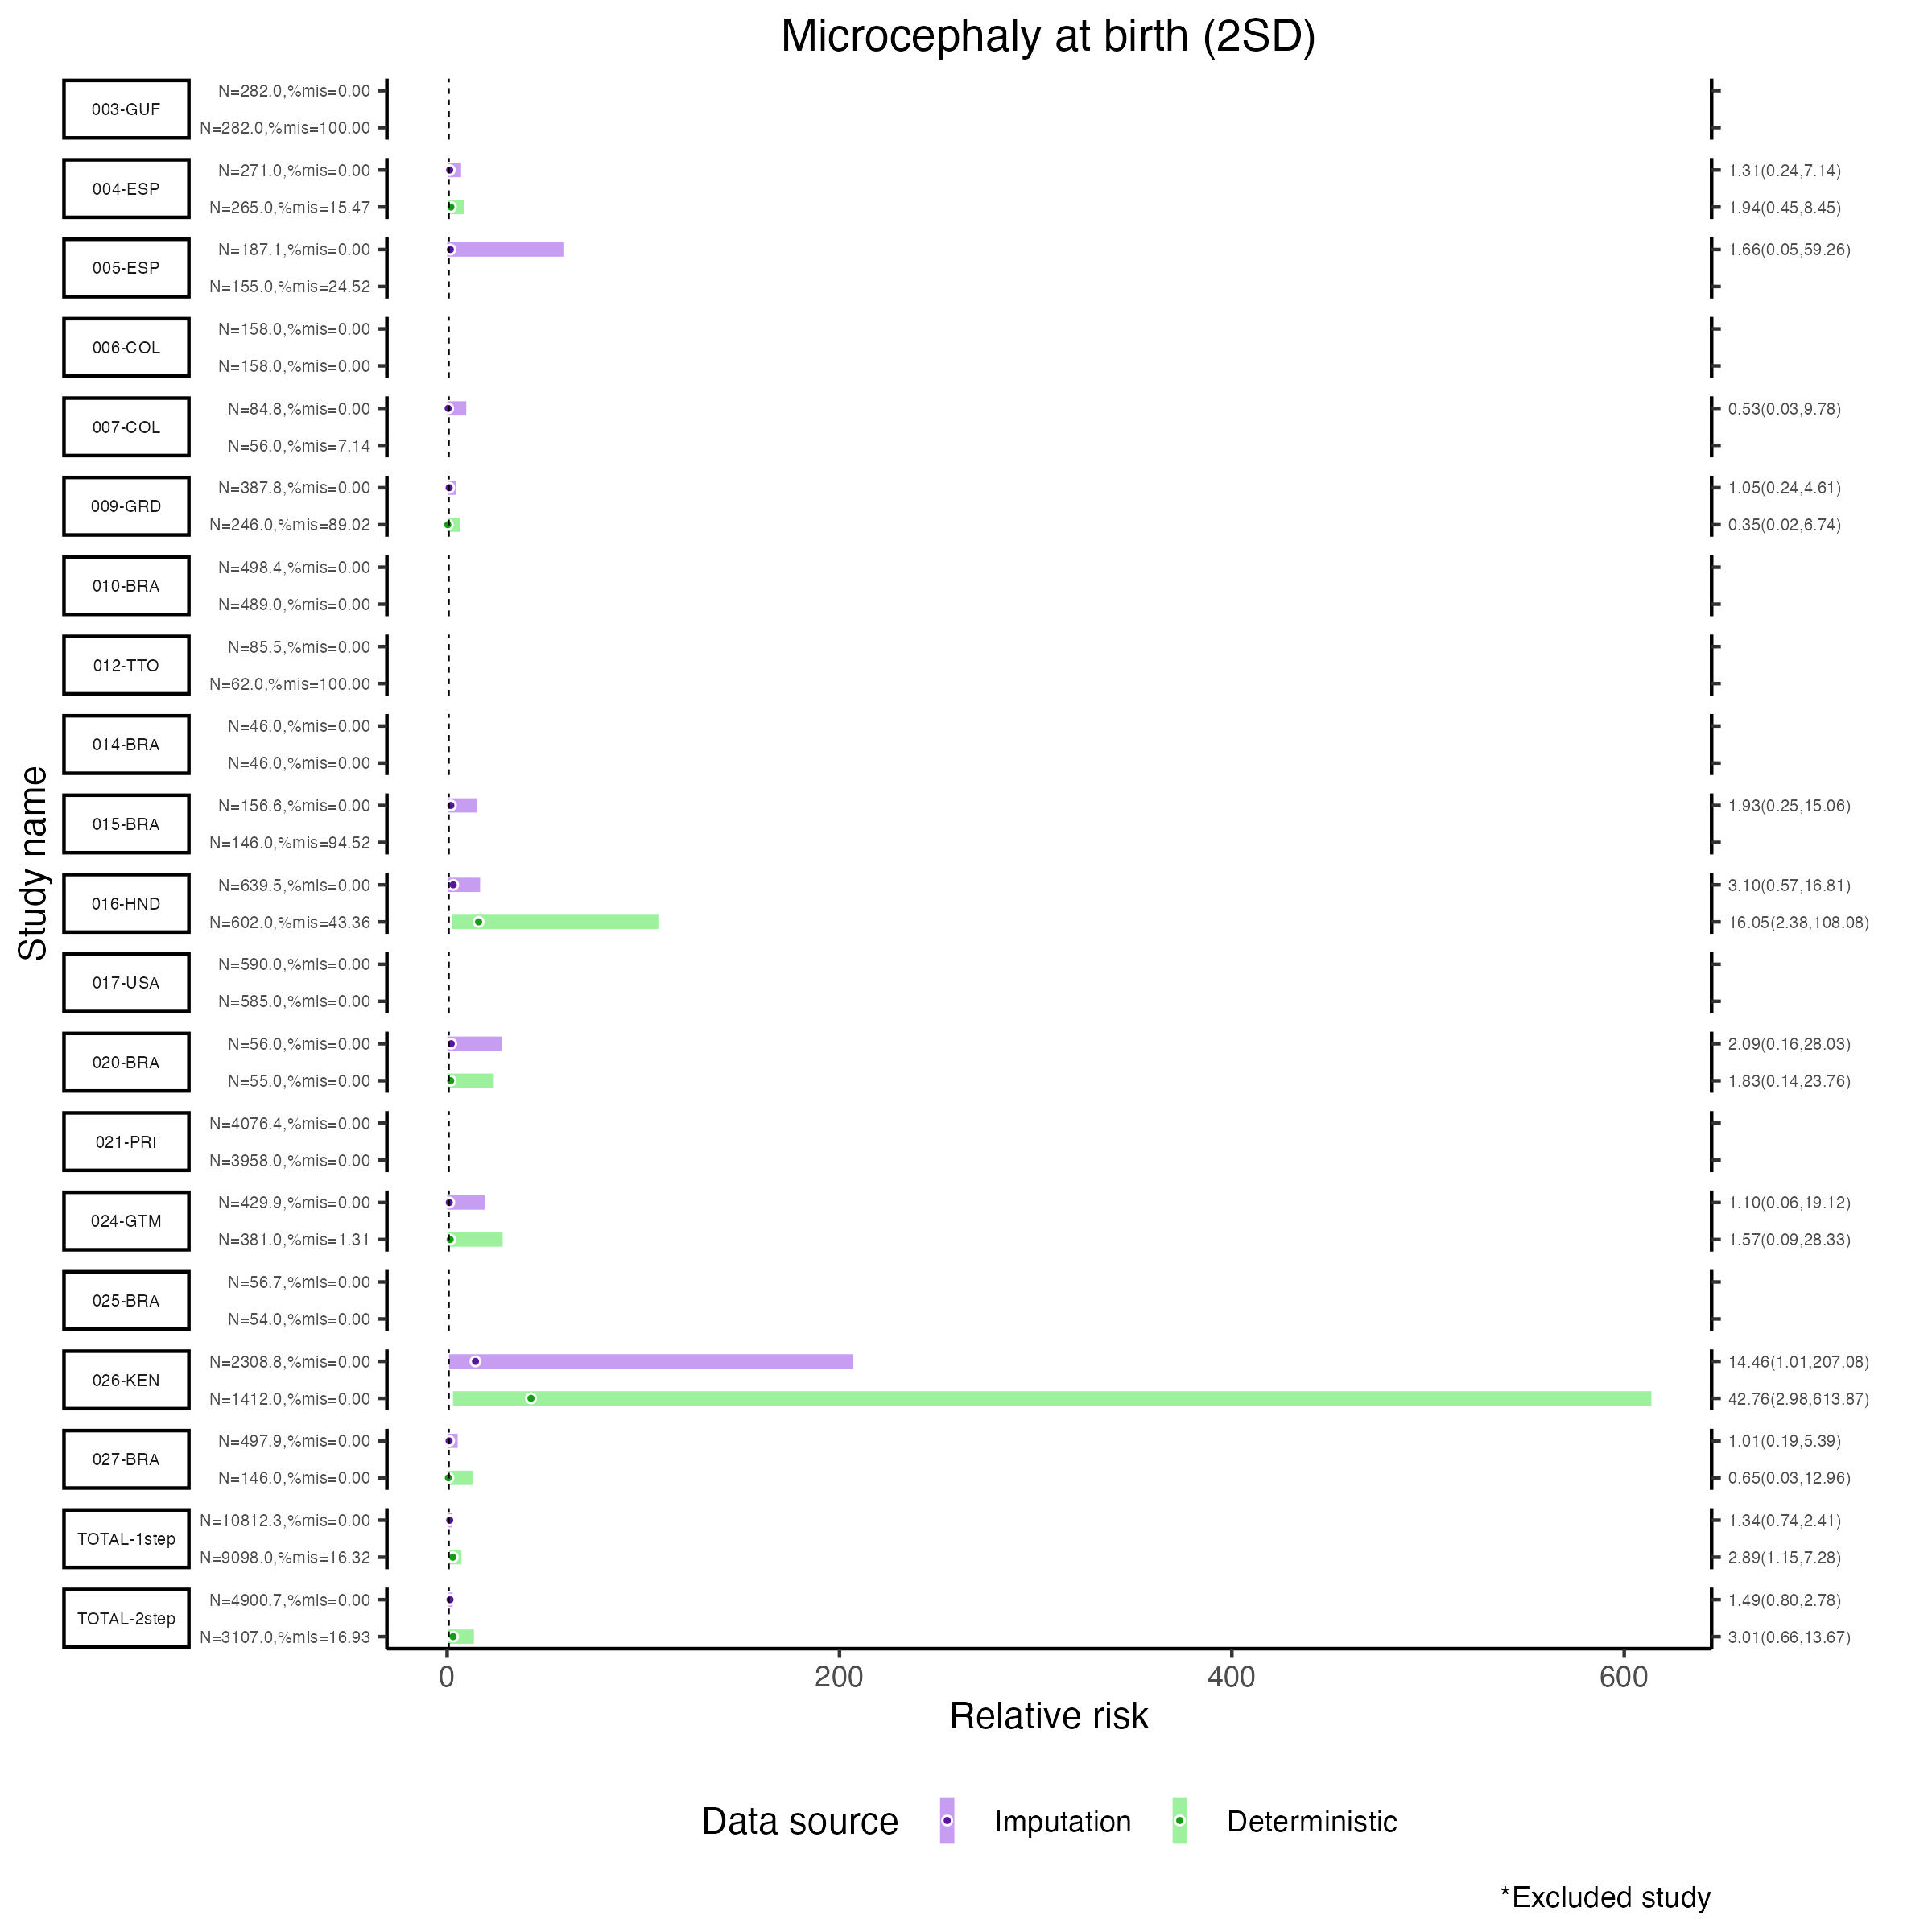 Microcephaly at birth (2SD)
Study name
003-GUF
N=282.0,%mis=0.00
N=282.0,%mis=100.00
004-ESP
N=271.0,%mis=0.00
1.31(0.24,7.14)
N=265.0,%mis=15.47
1.94(0.45,8.45)
005-ESP
N=187.1,%mis=0.00
1.66(0.05,59.26)
N=155.0,%mis=24.52
006-COL
N=158.0,%mis=0.00
N=158.0,%mis=0.00
007-COL
N=84.8,%mis=0.00
0.53(0.03,9.78)
N=56.0,%mis=7.14
009-GRD
N=387.8,%mis=0.00
1.05(0.24,4.61)
N=246.0,%mis=89.02
0.35(0.02,6.74)
010-BRA
N=498.4,%mis=0.00
N=489.0,%mis=0.00
012-TTO
N=85.5,%mis=0.00
N=62.0,%mis=100.00
014-BRA
N=46.0,%mis=0.00
N=46.0,%mis=0.00
015-BRA
N=156.6,%mis=0.00
1.93(0.25,15.06)
N=146.0,%mis=94.52
016-HND
N=639.5,%mis=0.00
3.10(0.57,16.81)
N=602.0,%mis=43.36
16.05(2.38,108.08)
017-USA
N=590.0,%mis=0.00
N=585.0,%mis=0.00
020-BRA
N=56.0,%mis=0.00
2.09(0.16,28.03)
N=55.0,%mis=0.00
1.83(0.14,23.76)
021-PRI
N=4076.4,%mis=0.00
N=3958.0,%mis=0.00
024-GTM
N=429.9,%mis=0.00
1.10(0.06,19.12)
N=381.0,%mis=1.31
1.57(0.09,28.33)
025-BRA
N=56.7,%mis=0.00
N=54.0,%mis=0.00
026-KEN
N=2308.8,%mis=0.00
14.46(1.01,207.08)
N=1412.0,%mis=0.00
42.76(2.98,613.87)
027-BRA
N=497.9,%mis=0.00
1.01(0.19,5.39)
N=146.0,%mis=0.00
0.65(0.03,12.96)
TOTAL-1step
N=10812.3,%mis=0.00
1.34(0.74,2.41)
N=9098.0,%mis=16.32
2.89(1.15,7.28)
TOTAL-2step
N=4900.7,%mis=0.00
1.49(0.80,2.78)
N=3107.0,%mis=16.93
3.01(0.66,13.67)
0 200 400 600
Relative risk
Data source Imputation Deterministic
*Excluded study